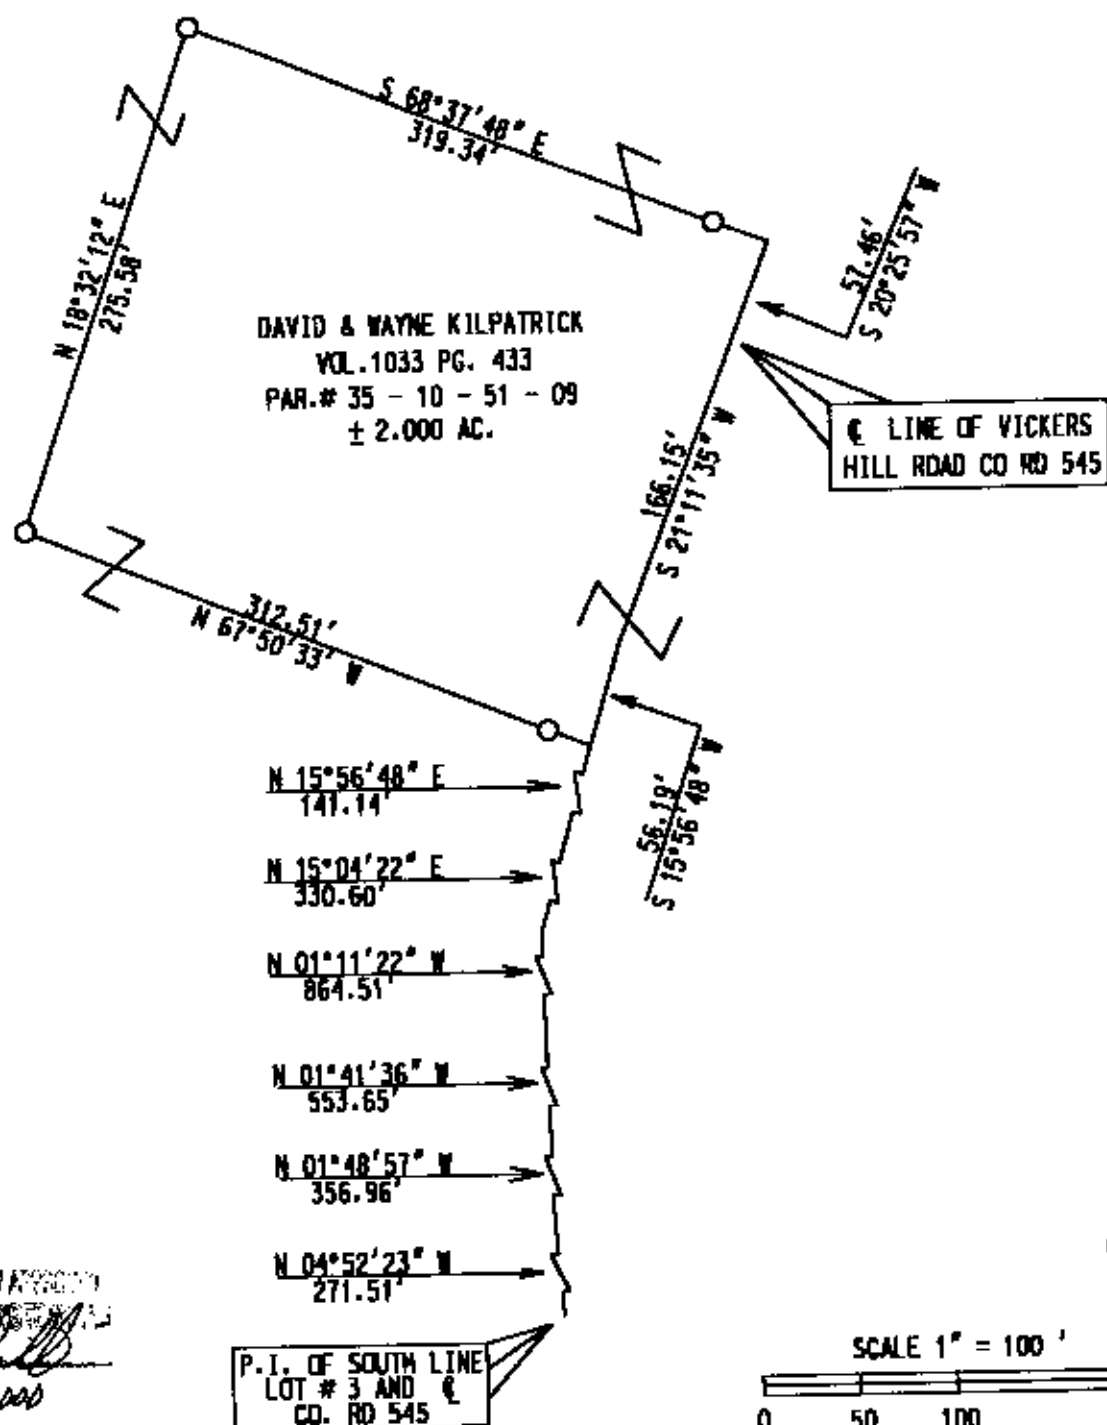 S 68°37'48" E
319.34'
N 18°32'12" E
275.58'
57.46'
S 20°25'57" W
DAVID & WAYNE KILPATRICK
VOL.1033 PG. 433
PAR.# 35 - 10 - 51 - 09
± 2.000 AC.
℄ LINE OF VICKERS
HILL ROAD CO RD 545
166.15'
S 21°11'35" W
312.51'
N 67°50'33" W
56.19'
S 15°56'48" W
N 15°56'48" E
141.14'
N 15°04'22" E
330.60'
N 01°11'22" W
864.51'
N 01°41'36" W
553.65'
N 01°48'57" W
356.96'
N 04°52'23" W
271.51'
P.I. OF SOUTH LINE
LOT # 3 AND ℄
CO. RD 545
SCALE 1" = 100 '
0 50 100